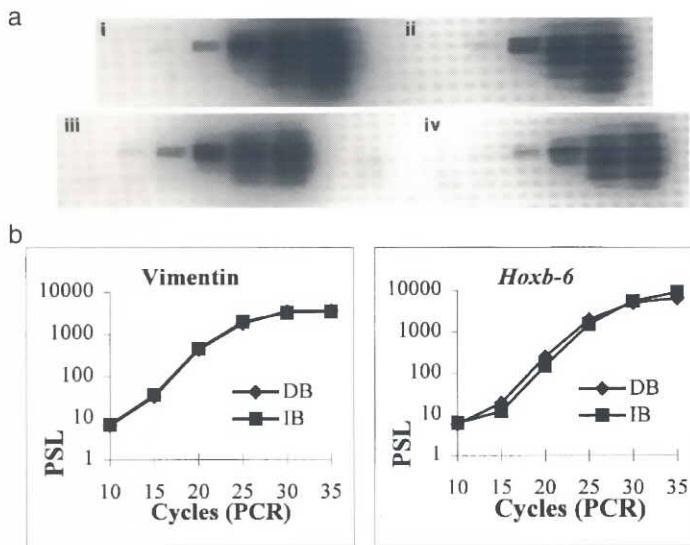 a
i ii
iii iv
b
Vimentin
10000
1000
100
10
1
PSL
DB
IB
10 15 20 25 30 35
Cycles (PCR)
Hoxb-6
10000
1000
100
10
1
PSL
DB
IB
10 15 20 25 30 35
Cycles (PCR)